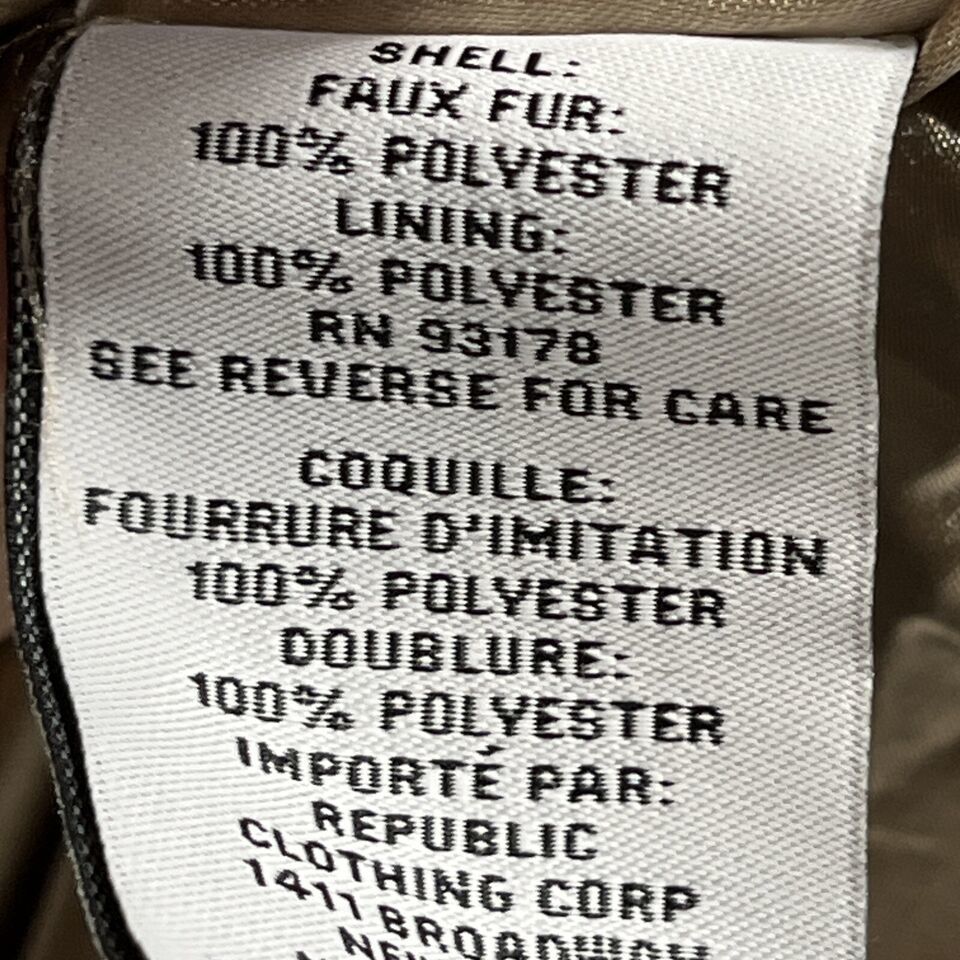 SHELL:
FAUX FUR:
100% POLYESTER
LINING:
100% POLYESTER
RN 93178
SEE REVERSE FOR CARE
COQUILLE:
FOURRURE D'IMITATION
100% POLYESTER
DOUBLURE:
100% POLYESTER
IMPORTÉ PAR:
REPUBLIC
CLOTHING CORP
1411 BROADWAY